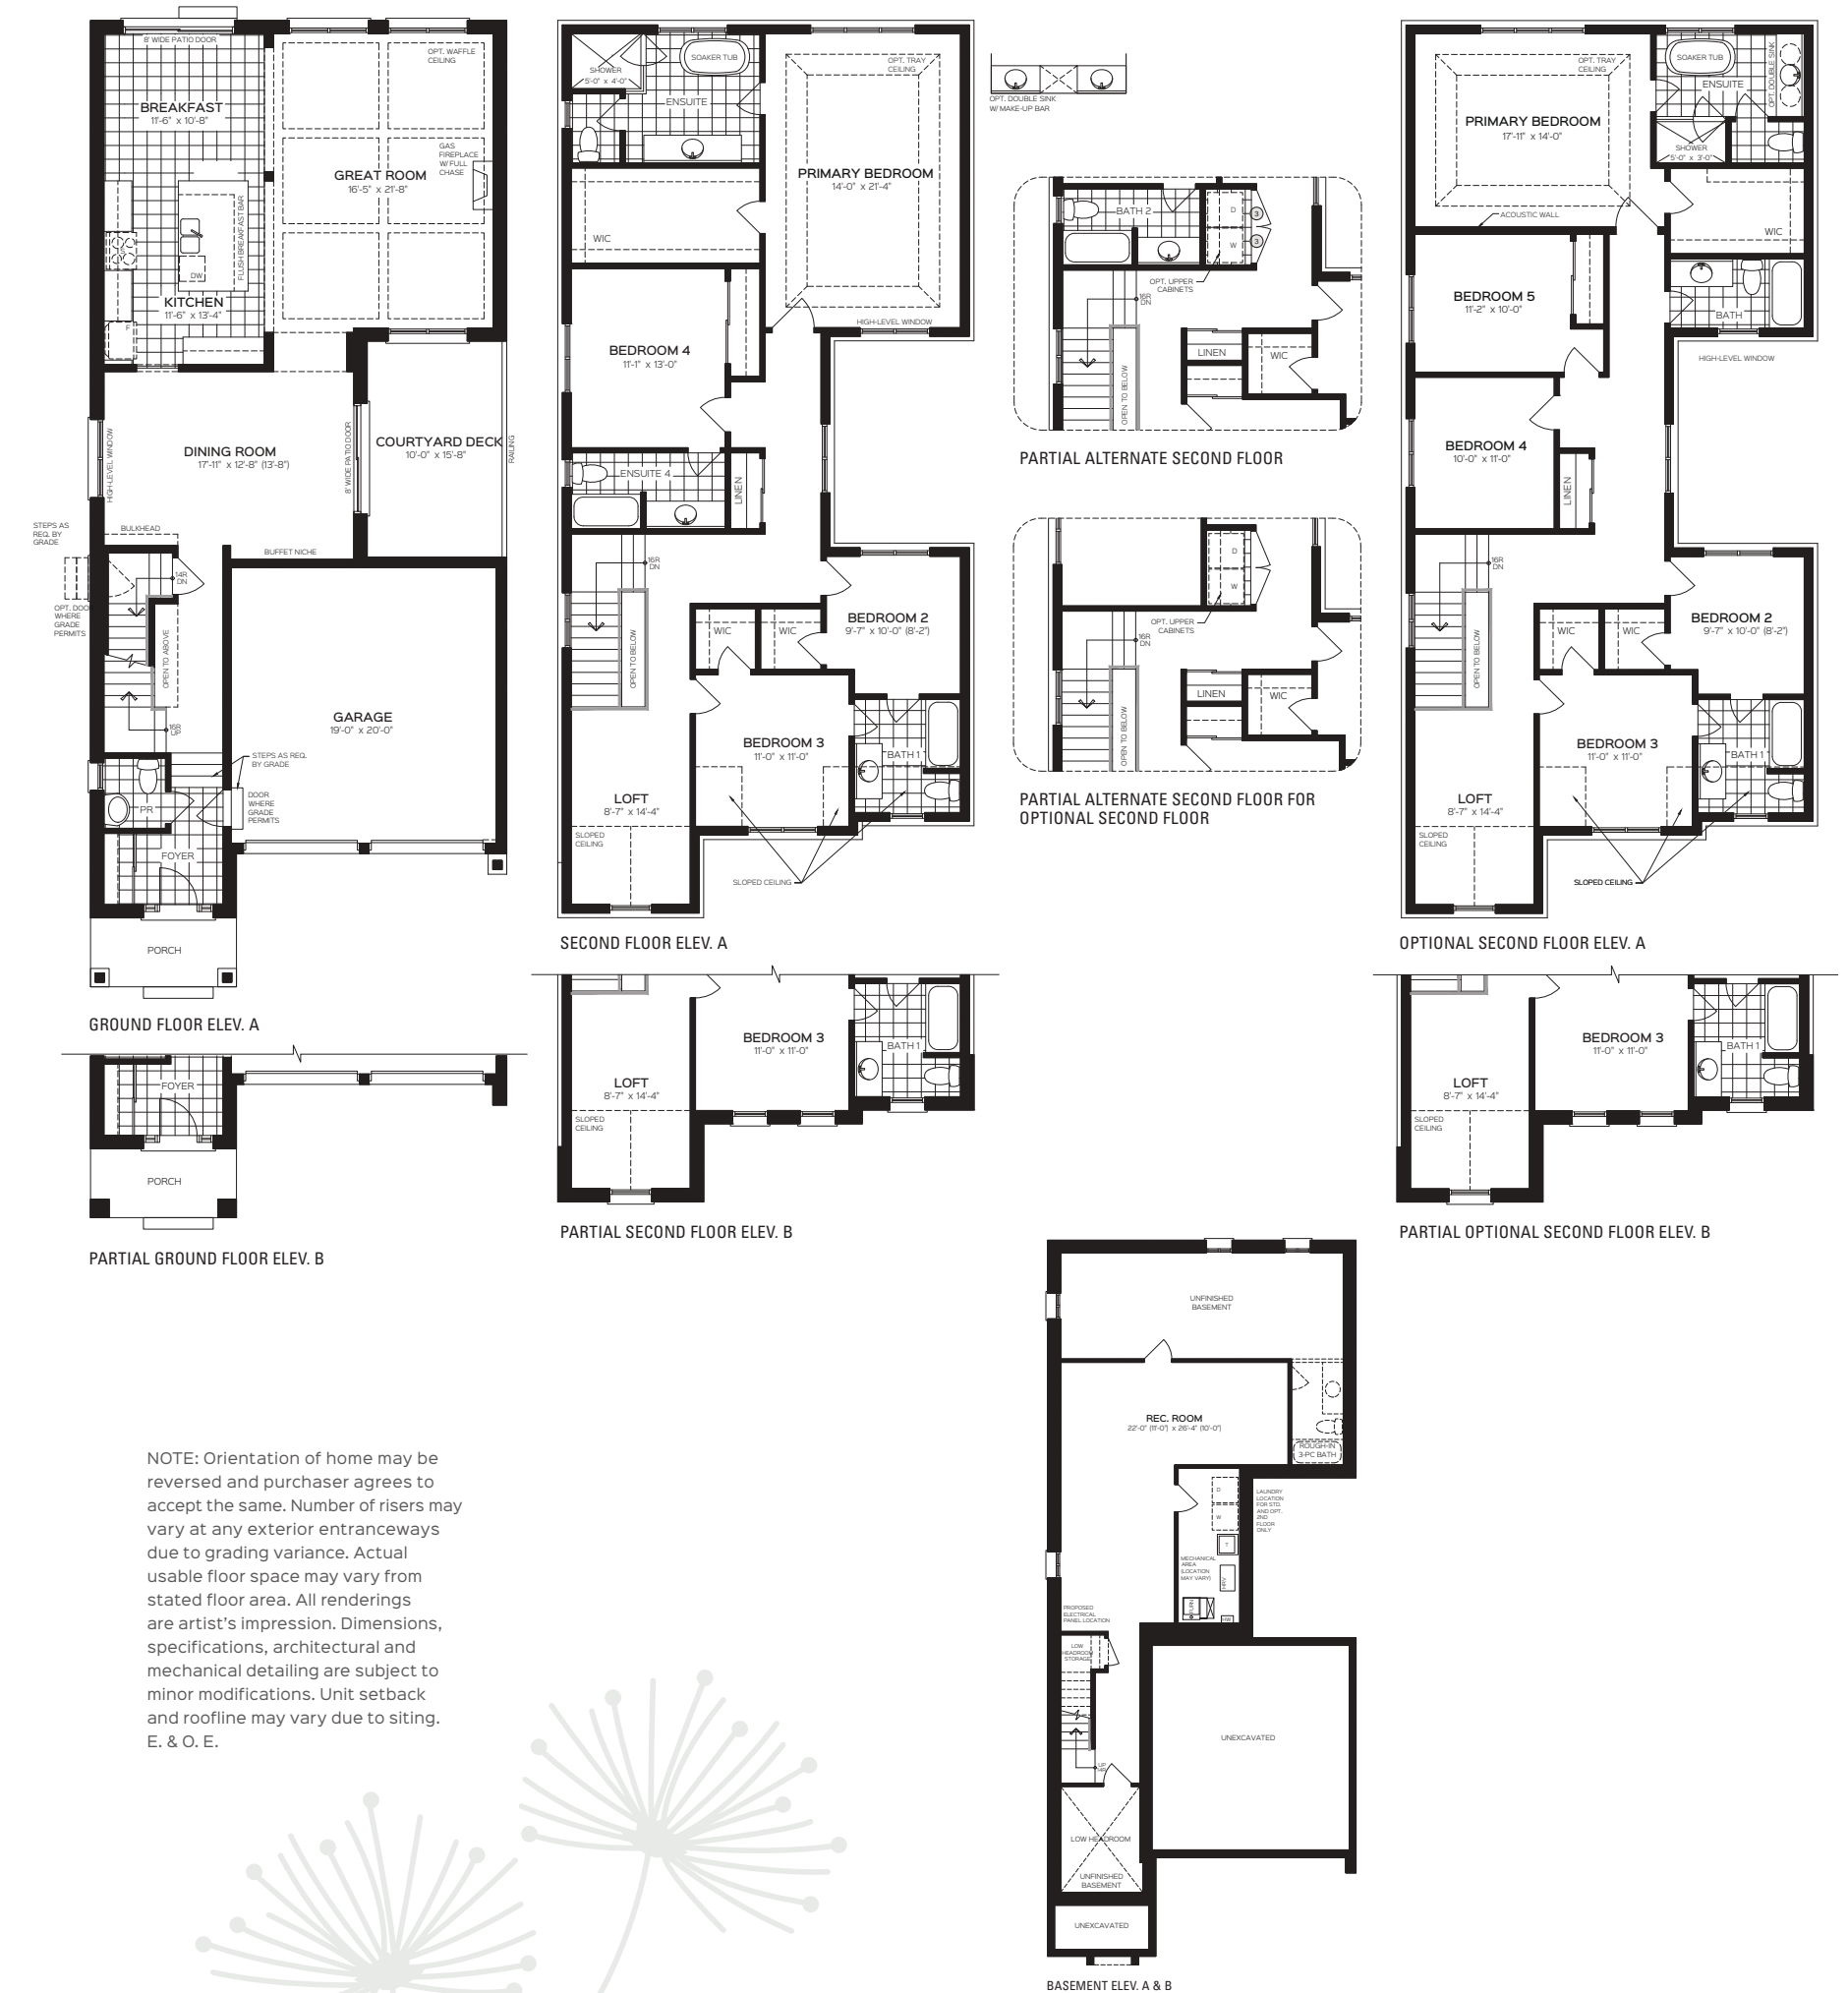 8' WIDE PATIO DOOR
BREAKFAST
11'-6" x 10'-8"
OPT. WAFFLE
CEILING
GAS
FIREPLACE
W/ FULL
CHASE
GREAT ROOM
16'-5" x 21'-8"
FLUSH BREAKFAST BAR
S
DW
KITCHEN
11'-6" x 13'-4"
F
HIGH-LEVEL WINDOW
DINING ROOM
17'-11" x 12'-8" (13'-8")
8' WIDE PATIO DOOR
COURTYARD DECK
10'-0" x 15'-8"
RAILING
STEPS AS
REQ. BY
GRADE
BULKHEAD
BUFFET NICHE
14R
DN
OPT. DOOR
WHERE
GRADE
PERMITS
OPEN TO ABOVE
16R
UP
GARAGE
19'-0" x 20'-0"
STEPS AS REQ.
BY GRADE
DOOR
WHERE
GRADE
PERMITS
PR
FOYER
PORCH
GROUND FLOOR ELEV. A
FOYER
PORCH
PARTIAL GROUND FLOOR ELEV. B
SHOWER
5'-0" x 4'-0"
SOAKER TUB
ENSUITE
OPT. TRAY
CEILING
PRIMARY BEDROOM
14'-0" x 21'-4"
WIC
HIGH-LEVEL WINDOW
BEDROOM 4
11'-1" x 13'-0"
ENSUITE 4
LINEN
16R
DN
OPEN TO BELOW
WIC
WIC
BEDROOM 2
9'-7" x 10'-0" (8'-2")
BEDROOM 3
11'-0" x 11'-0"
BATH 1
LOFT
8'-7" x 14'-4"
SLOPED
CEILING
SLOPED CEILING
SECOND FLOOR ELEV. A
BEDROOM 3
11'-0" x 11'-0"
BATH 1
LOFT
8'-7" x 14'-4"
SLOPED
CEILING
PARTIAL SECOND FLOOR ELEV. B
OPT. DOUBLE SINK
W/ MAKE-UP BAR
BATH 2
D
W
3
3
OPT. UPPER
CABINETS
16R
DN
LINEN
WIC
OPEN TO BELOW
PARTIAL ALTERNATE SECOND FLOOR
D
W
OPT. UPPER
CABINETS
16R
DN
LINEN
WIC
OPEN TO BELOW
PARTIAL ALTERNATE SECOND FLOOR FOR
OPTIONAL SECOND FLOOR
OPT. TRAY
CEILING
SOAKER TUB
OPT. DOUBLE SINK
ENSUITE
PRIMARY BEDROOM
17'-11" x 14'-0"
SHOWER
5'-0" x 3'-0"
ACOUSTIC WALL
WIC
BEDROOM 5
11'-2" x 10'-0"
BATH
HIGH-LEVEL WINDOW
BEDROOM 4
10'-0" x 11'-0"
LINEN
16R
DN
OPEN TO BELOW
WIC
WIC
BEDROOM 2
9'-7" x 10'-0" (8'-2")
BEDROOM 3
11'-0" x 11'-0"
BATH 1
LOFT
8'-7" x 14'-4"
SLOPED
CEILING
SLOPED CEILING
OPTIONAL SECOND FLOOR ELEV. A
BEDROOM 3
11'-0" x 11'-0"
BATH 1
LOFT
8'-7" x 14'-4"
SLOPED
CEILING
PARTIAL OPTIONAL SECOND FLOOR ELEV. B
UNFINISHED
BASEMENT
REC. ROOM
22'-0" (11'-0") x 26'-4" (10'-0")
ROUGH-IN
3-PC BATH
D
W
LAUNDRY
LOCATION
FOR STD.
AND OPT.
2ND
FLOOR
ONLY
T
MECHANICAL
AREA
(LOCATION
MAY VARY)
HRV
FURN
HW
PROPOSED
ELECTRICAL
PANEL LOCATION
LOW
HEADROOM
STORAGE
UP
14R
UNEXCAVATED
LOW HEADROOM
UNFINISHED
BASEMENT
UNEXCAVATED
BASEMENT ELEV. A & B
NOTE: Orientation of home may be
reversed and purchaser agrees to
accept the same. Number of risers may
vary at any exterior entranceways
due to grading variance. Actual
usable floor space may vary from
stated floor area. All renderings
are artist's impression. Dimensions,
specifications, architectural and
mechanical detailing are subject to
minor modifications. Unit setback
and roofline may vary due to siting.
E. & O. E.